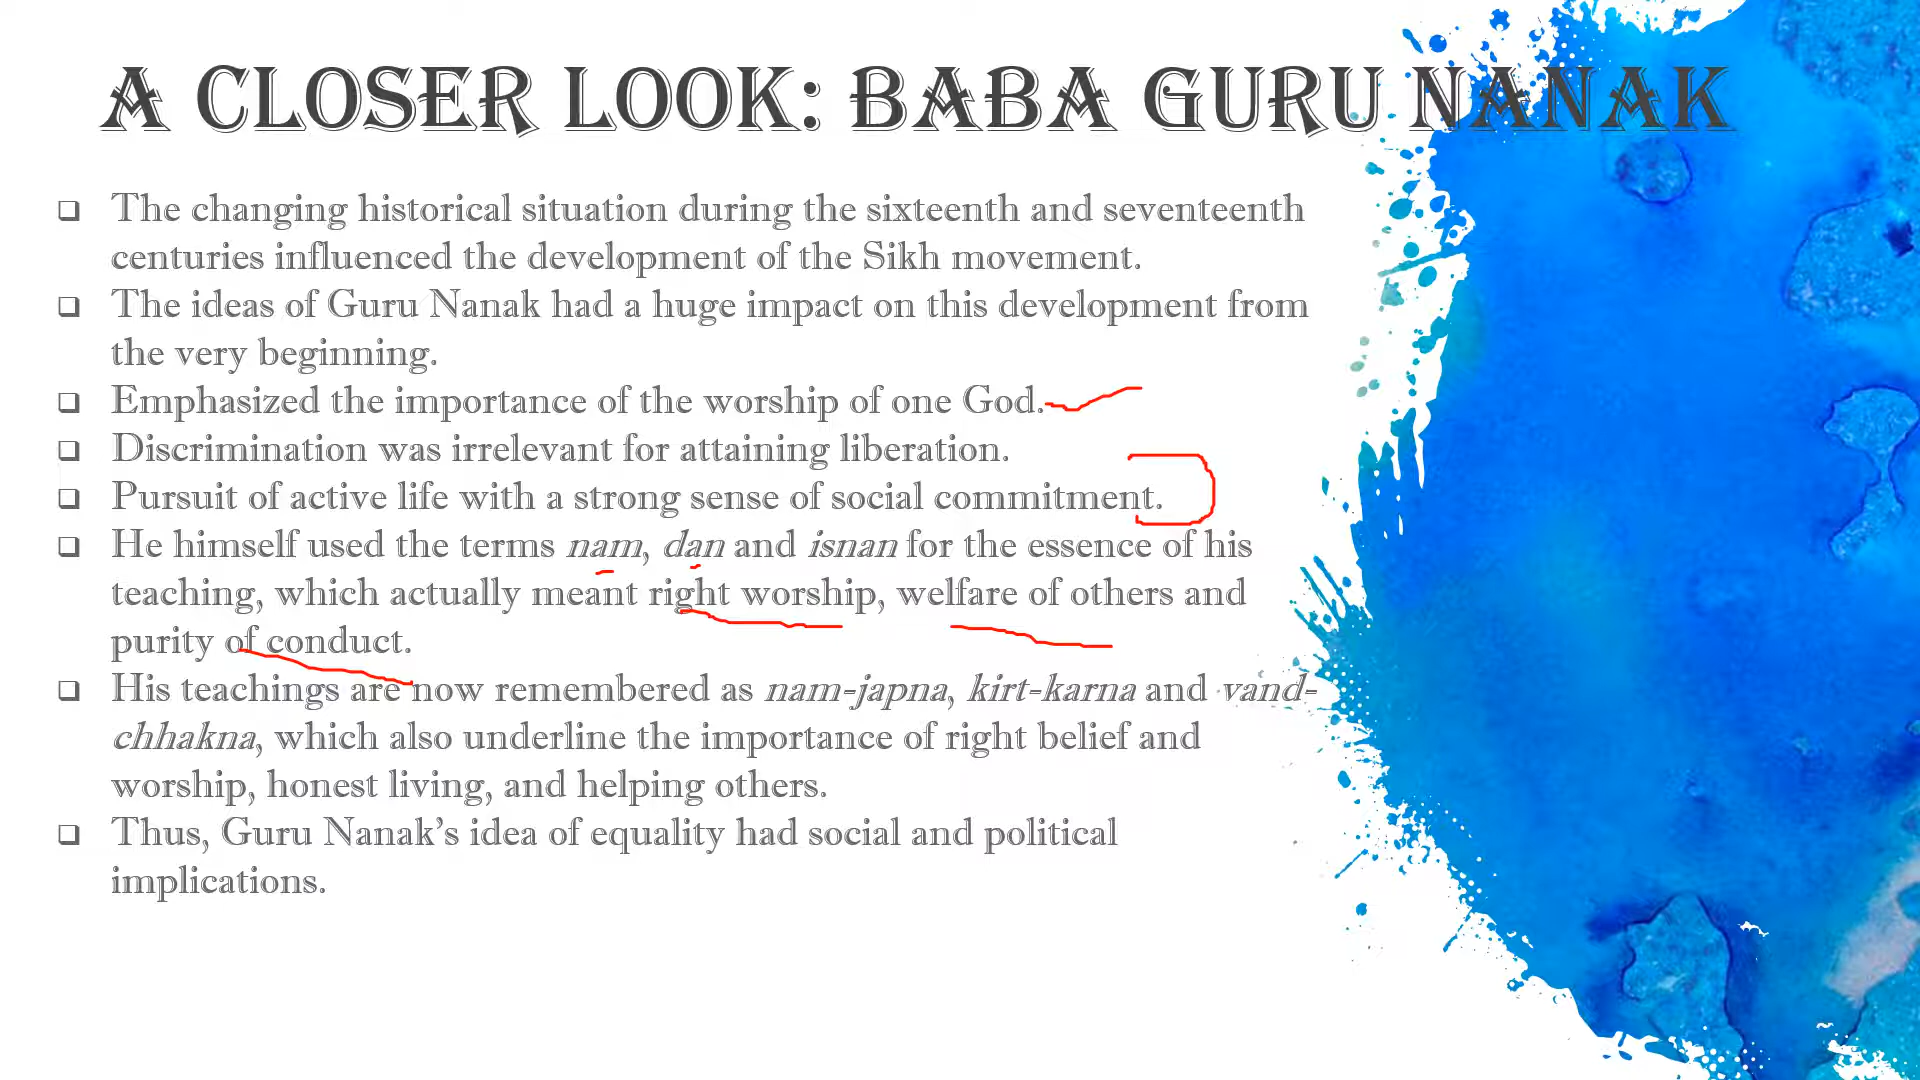 A CLOSER LOOK: BABA GURU NANAK
❑ The changing historical situation during the sixteenth and seventeenth
centuries influenced the development of the Sikh movement.
❑ The ideas of Guru Nanak had a huge impact on this development from
the very beginning.
❑ Emphasized the importance of the worship of one God.
❑ Discrimination was irrelevant for attaining liberation.
❑ Pursuit of active life with a strong sense of social commitment.
❑ He himself used the terms nam, dan and isnan for the essence of his
teaching, which actually meant right worship, welfare of others and
purity of conduct.
❑ His teachings are now remembered as nam-japna, kirt-karna and vand-
chhakna, which also underline the importance of right belief and
worship, honest living, and helping others.
❑ Thus, Guru Nanak’s idea of equality had social and political
implications.